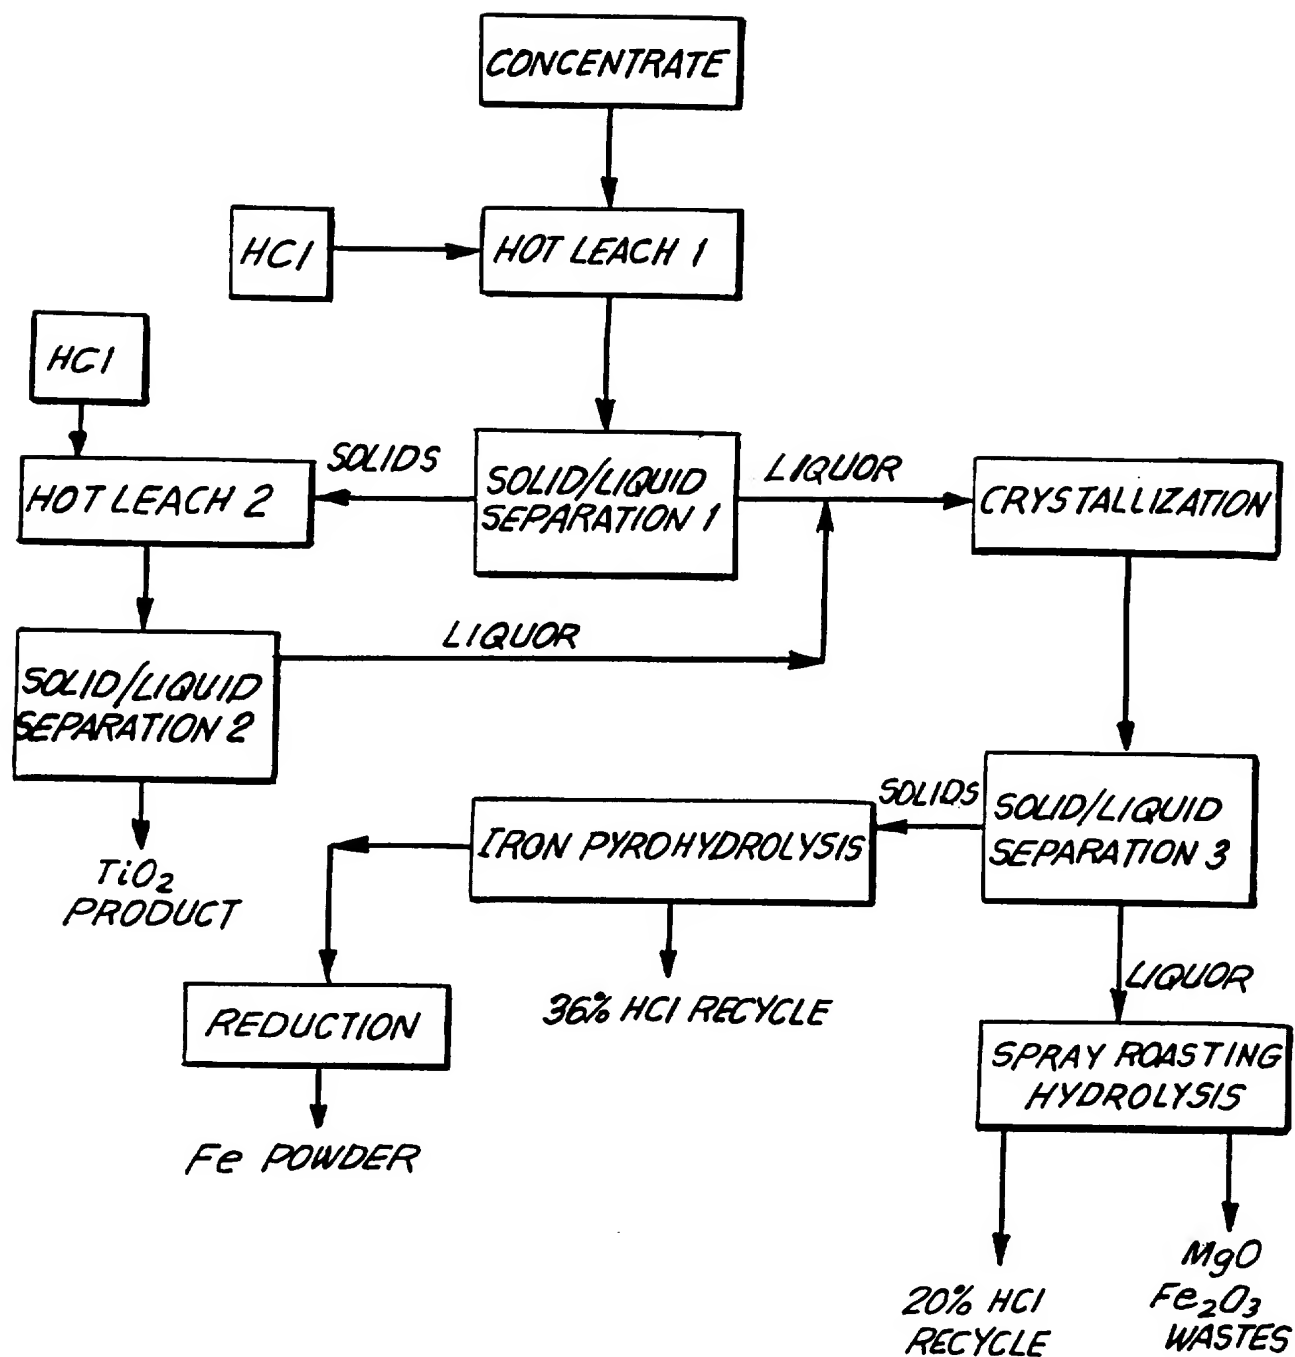 CONCENTRATE
HCl
HOT LEACH 1
HCl
SOLIDS
LIQUOR
HOT LEACH 2
SOLID/LIQUID
SEPARATION 1
CRYSTALLIZATION
LIQUOR
SOLID/LIQUID
SEPARATION 2
SOLIDS
SOLID/LIQUID
SEPARATION 3
IRON PYROHYDROLYSIS
TiO₂
PRODUCT
LIQUOR
REDUCTION
36% HCl RECYCLE
SPRAY ROASTING
HYDROLYSIS
Fe POWDER
20% HCl
RECYCLE
MgO
Fe₂O₃
WASTES